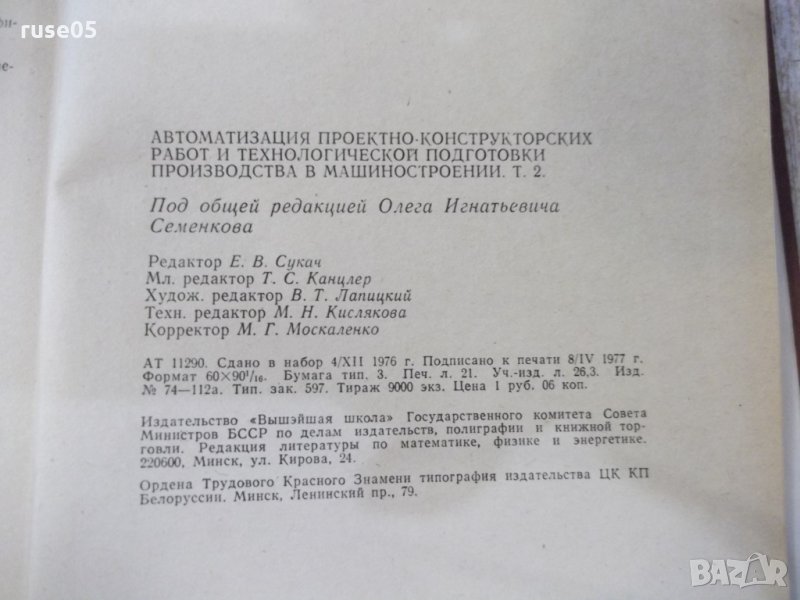 ruse05
фи-
не-
АВТОМАТИЗАЦИЯ ПРОЕКТНО-КОНСТРУКТОРСКИХ
РАБОТ И ТЕХНОЛОГИЧЕСКОЙ ПОДГОТОВКИ
ПРОИЗВОДСТВА В МАШИНОСТРОЕНИИ. Т. 2.
Под общей редакцией Олега Игнатьевича
Семенкова
Редактор Е. В. Сукач
Мл. редактор Т. С. Канцлер
Худож. редактор В. Т. Лапицкий
Техн. редактор М. Н. Кислякова
Корректор М. Г. Москаленко
АТ 11290. Сдано в набор 4/XII 1976 г. Подписано к печати 8/IV 1977 г.
Формат 60×90¹/₁₆. Бумага тип. 3. Печ. л. 21. Уч.-изд. л. 26,3. Изд.
№ 74—112а. Тип. зак. 597. Тираж 9000 экз. Цена 1 руб. 06 коп.
Издательство «Вышэйшая школа» Государственного комитета Совета
Министров БССР по делам издательств, полиграфии и книжной тор-
говли. Редакция литературы по математике, физике и энергетике.
220600, Минск, ул. Кирова, 24.
Ордена Трудового Красного Знамени типография издательства ЦК КП
Белоруссии. Минск, Ленинский пр., 79.
BAZAR